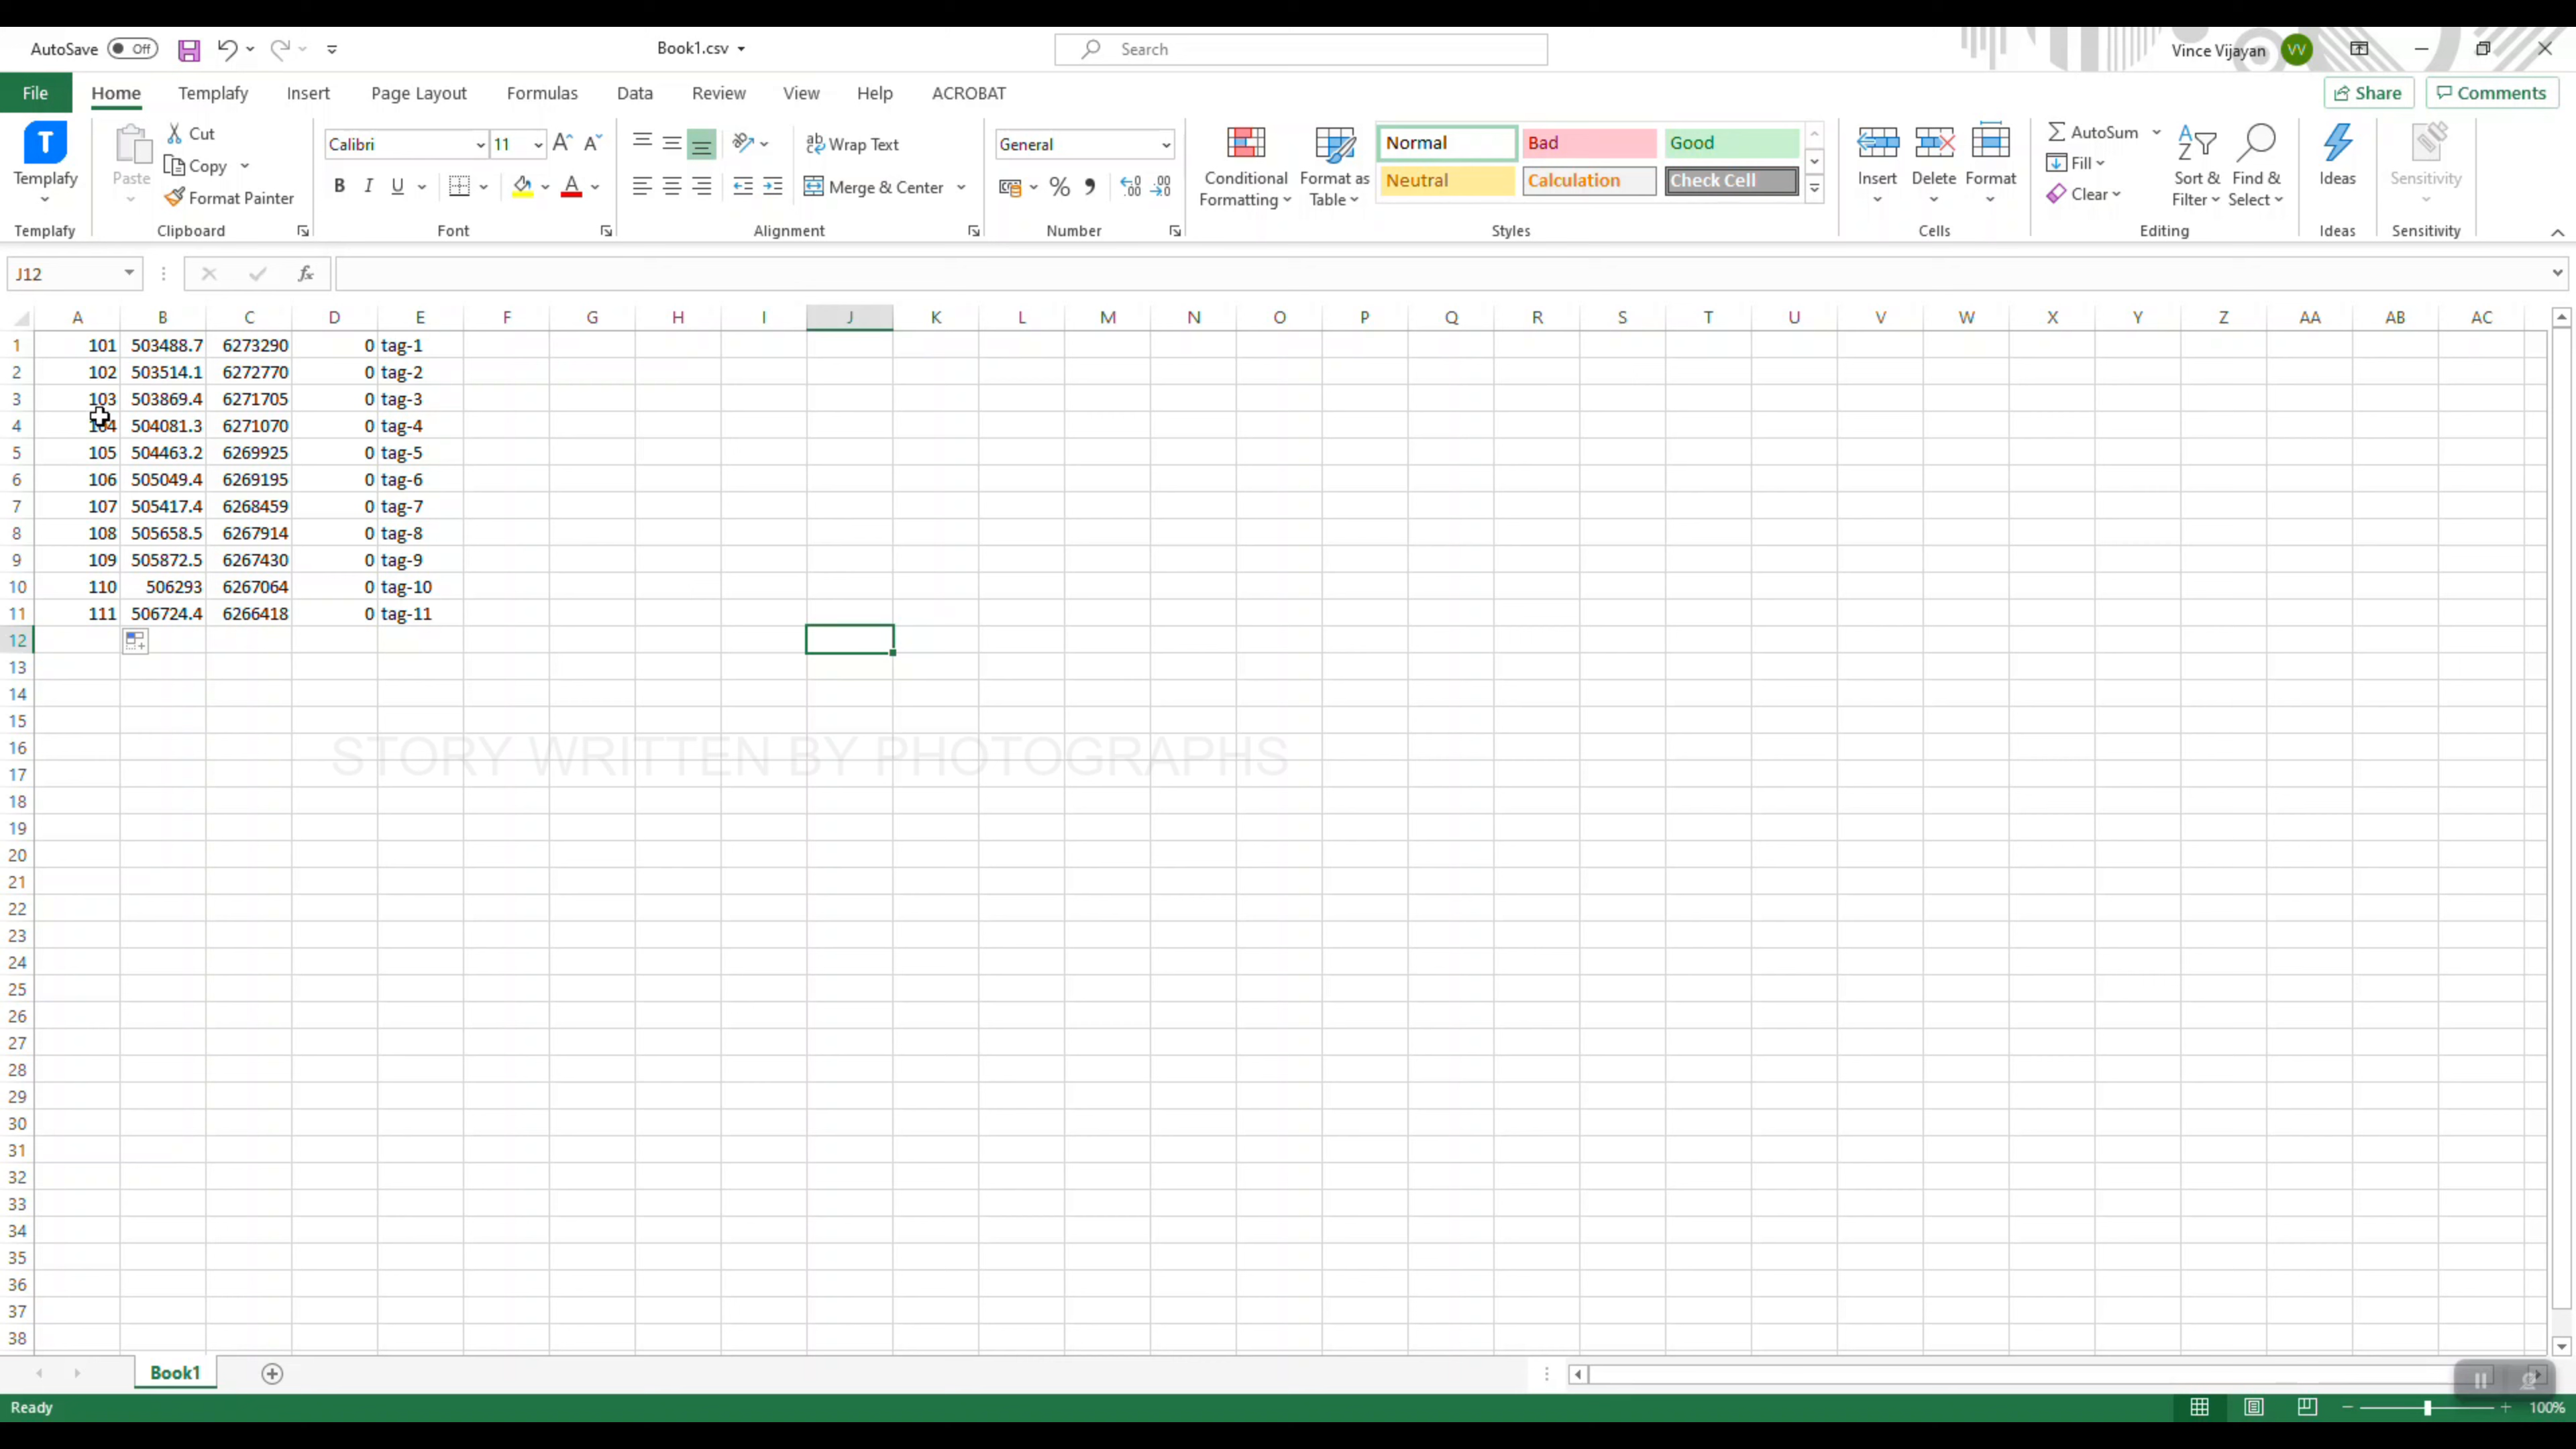 AutoSave Off Book1.csv Search Vince Vijayan VV
File Home Templafy Insert Page Layout Formulas Data Review View Help ACROBAT Share Comments
T Templafy Templafy
Paste Cut Copy Format Painter Clipboard
Calibri 11 B I U A Font
Wrap Text Merge & Center Alignment
General % Number
Conditional Formatting Format as Table Normal Bad Good Neutral Calculation Check Cell Styles
Insert Delete Format Cells
AutoSum Fill Clear Sort & Filter Find & Select Editing
Ideas Ideas
Sensitivity Sensitivity
J12 fx
A B C D E F G H I J K L M N O P Q R S T U V W X Y Z AA AB AC
1 101 503488.7 6273290 0 tag-1
2 102 503514.1 6272770 0 tag-2
3 103 503869.4 6271705 0 tag-3
4 104 504081.3 6271070 0 tag-4
5 105 504463.2 6269925 0 tag-5
6 106 505049.4 6269195 0 tag-6
7 107 505417.4 6268459 0 tag-7
8 108 505658.5 6267914 0 tag-8
9 109 505872.5 6267430 0 tag-9
10 110 506293 6267064 0 tag-10
11 111 506724.4 6266418 0 tag-11
12
13
14
15
16
STORY WRITTEN BY PHOTOGRAPHS
17
18
19
20
21
22
23
24
25
26
27
28
29
30
31
32
33
34
35
36
37
38
Book1
Ready 100%